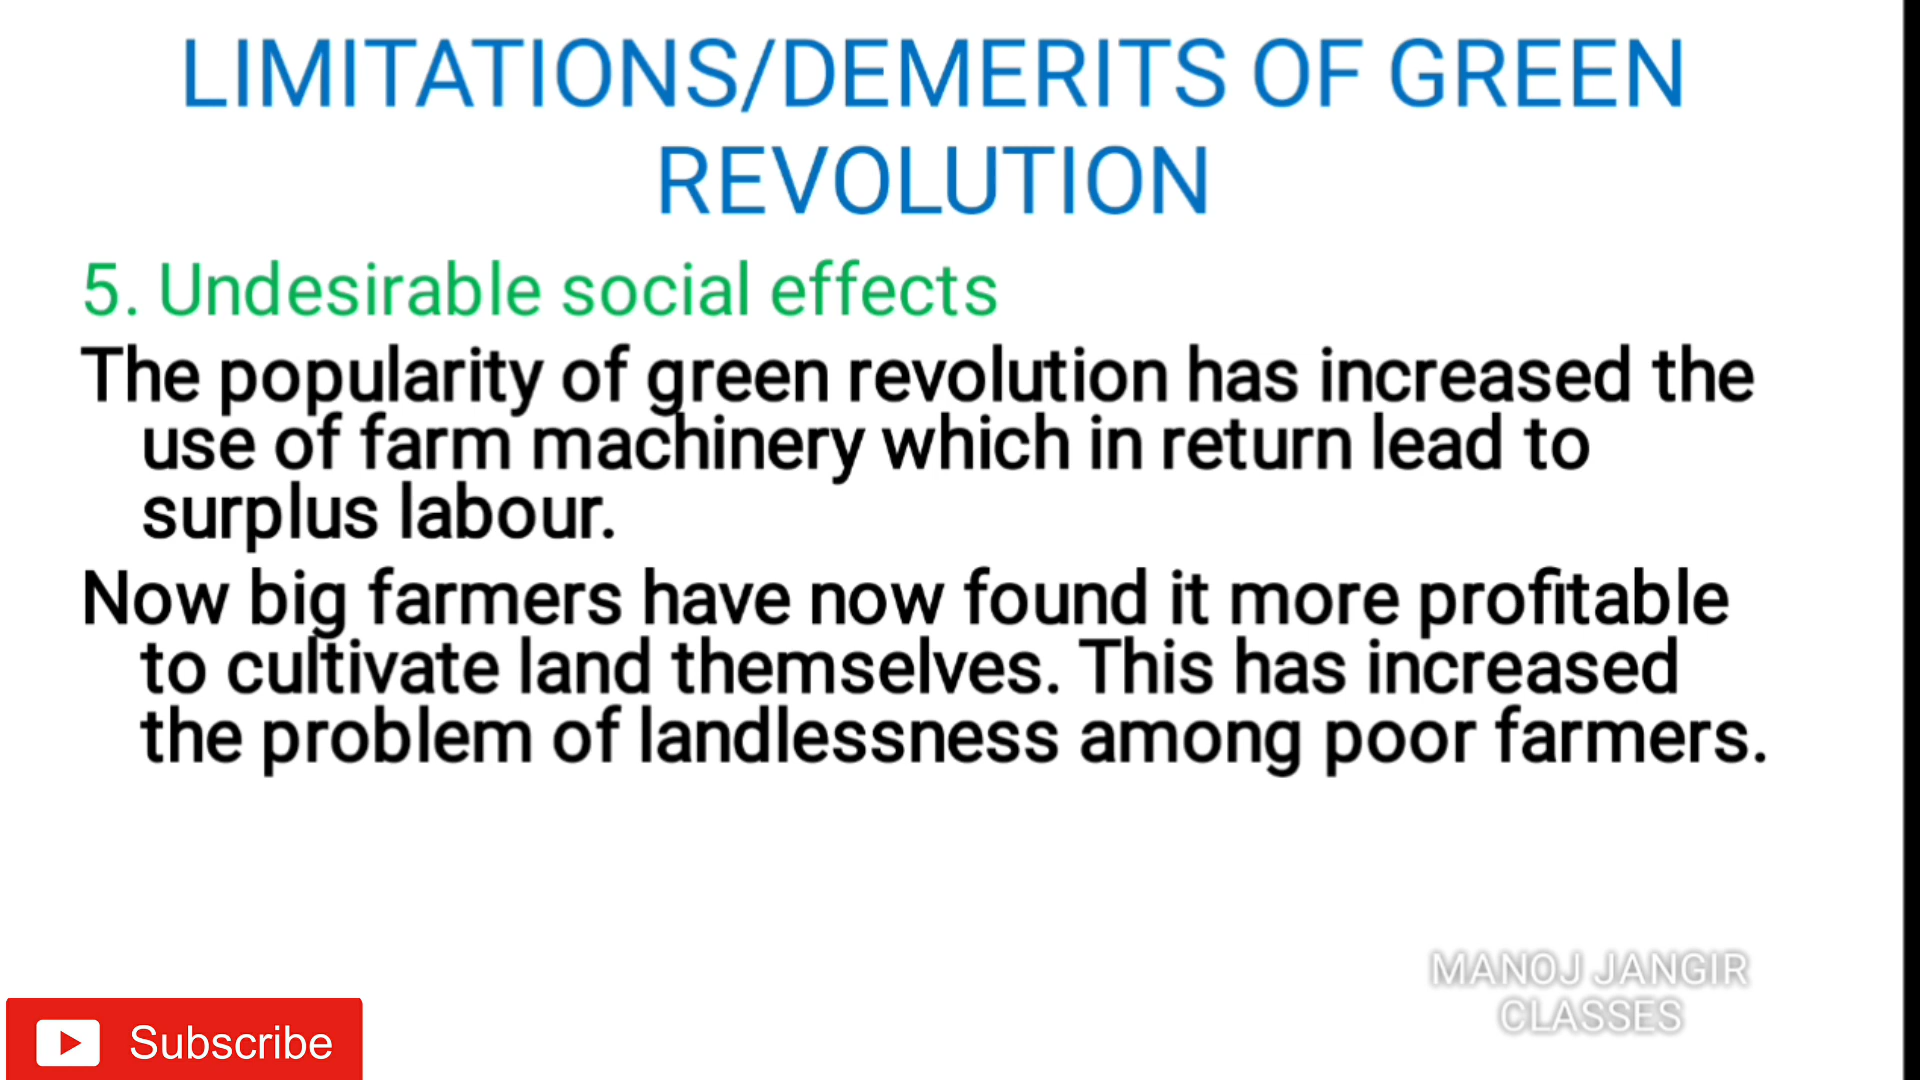 LIMITATIONS/DEMERITS OF GREEN
REVOLUTION
5. Undesirable social effects
The popularity of green revolution has increased the
use of farm machinery which in return lead to
surplus labour.
Now big farmers have now found it more profitable
to cultivate land themselves. This has increased
the problem of landlessness among poor farmers.
MANOJ JANGIR
CLASSES
Subscribe